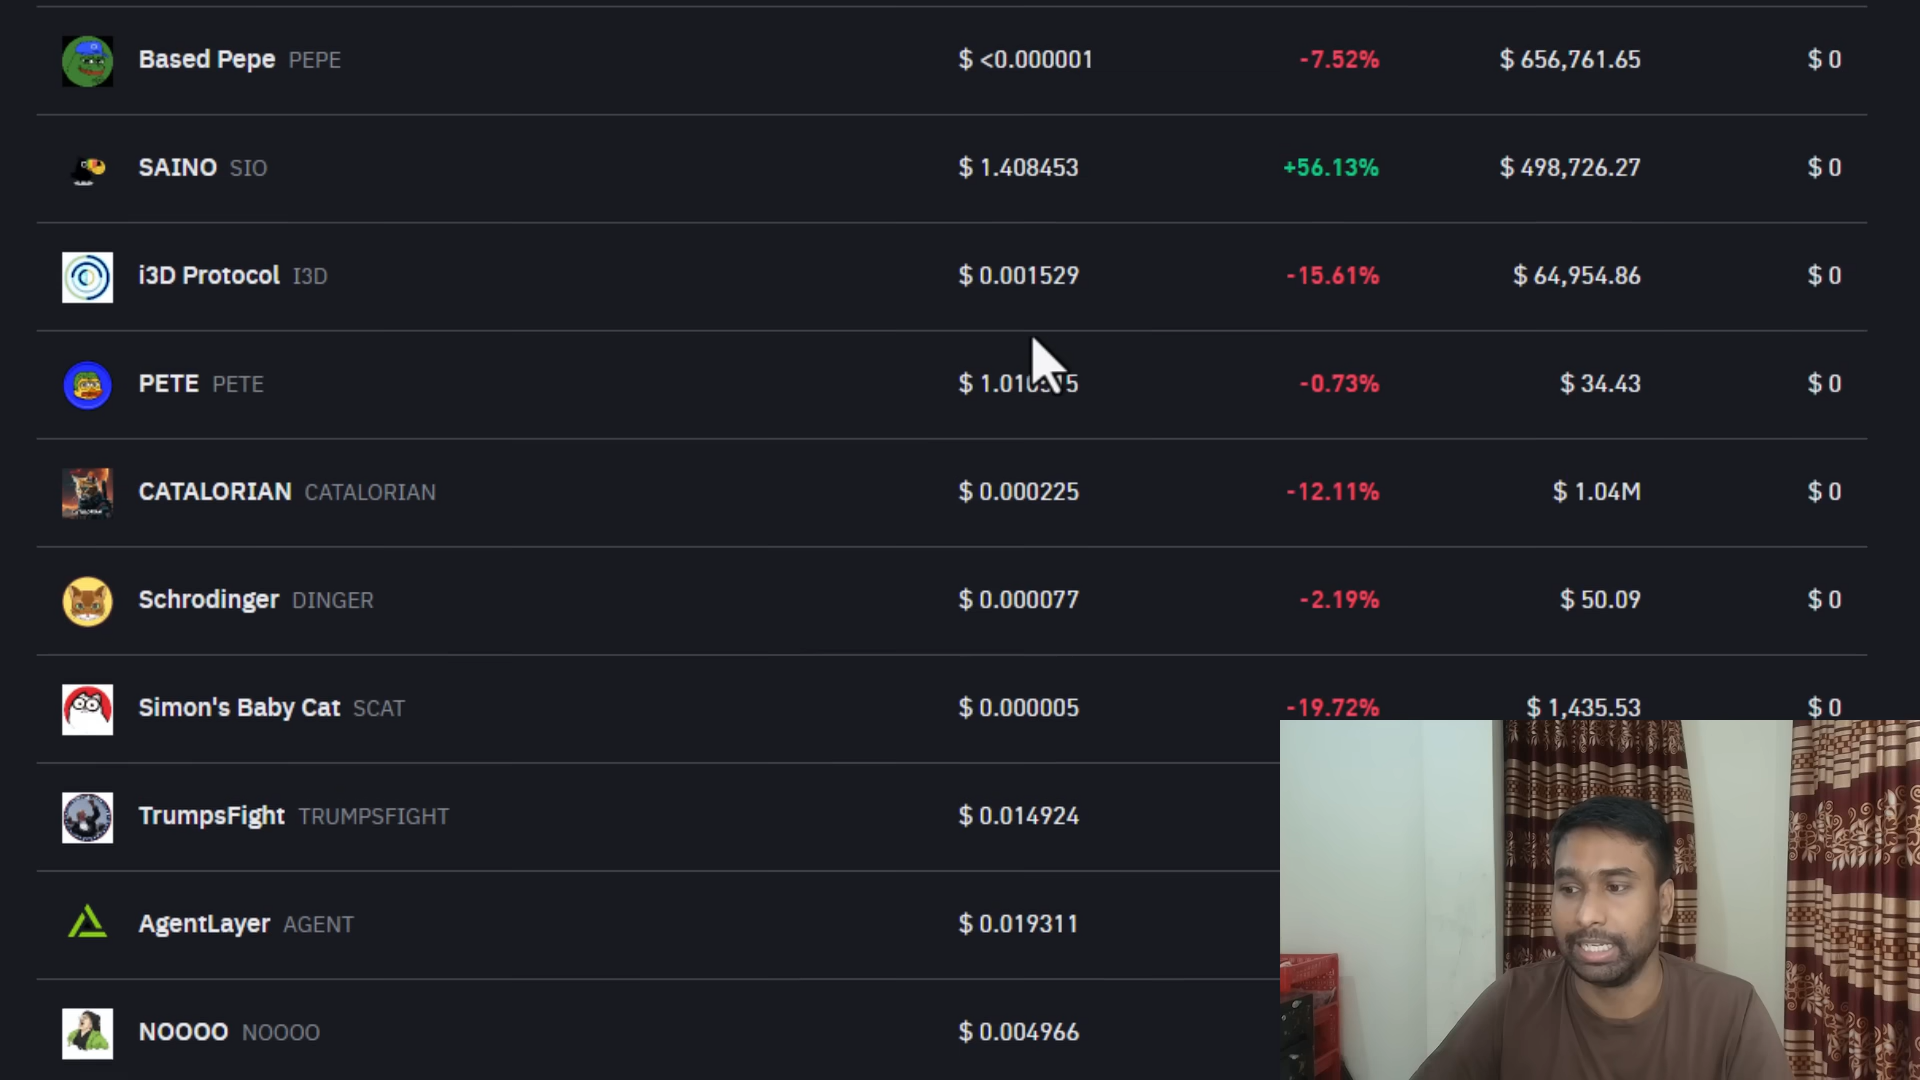 Based Pepe PEPE $ <0.000001 -7.52% $ 656,761.65 $ 0
SAINO SIO $ 1.408453 +56.13% $ 498,726.27 $ 0
i3D Protocol I3D $ 0.001529 -15.61% $ 64,954.86 $ 0
PETE PETE -0.73% $ 34.43 $ 0
CATALORIAN CATALORIAN $ 0.000225 -12.11% $ 1.04M $ 0
Schrodinger DINGER $ 0.000077 -2.19% $ 50.09 $ 0
Simon's Baby Cat SCAT $ 0.000005 -19.72% $ 1,435.53 $ 0
TrumpsFight TRUMPSFIGHT $ 0.014924
AgentLayer AGENT $ 0.019311
NOOOO NOOOO $ 0.004966